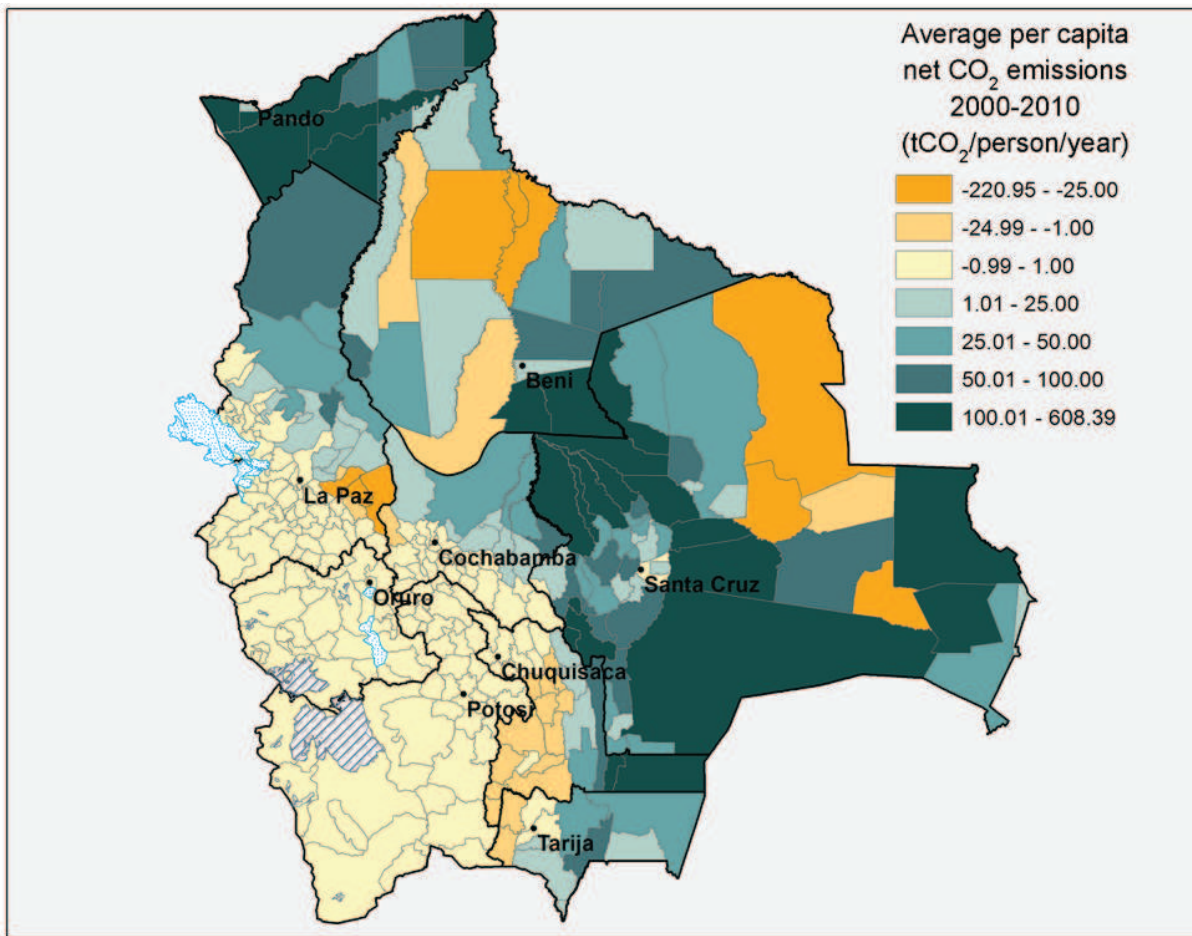 Average per capita
net CO₂ emissions
2000-2010
(tCO₂/person/year)
-220.95 - -25.00
-24.99 - -1.00
-0.99 - 1.00
1.01 - 25.00
25.01 - 50.00
50.01 - 100.00
100.01 - 608.39
Pando
Beni
La Paz
Cochabamba
Santa Cruz
Oruro
Chuquisaca
Potosi
Tarija